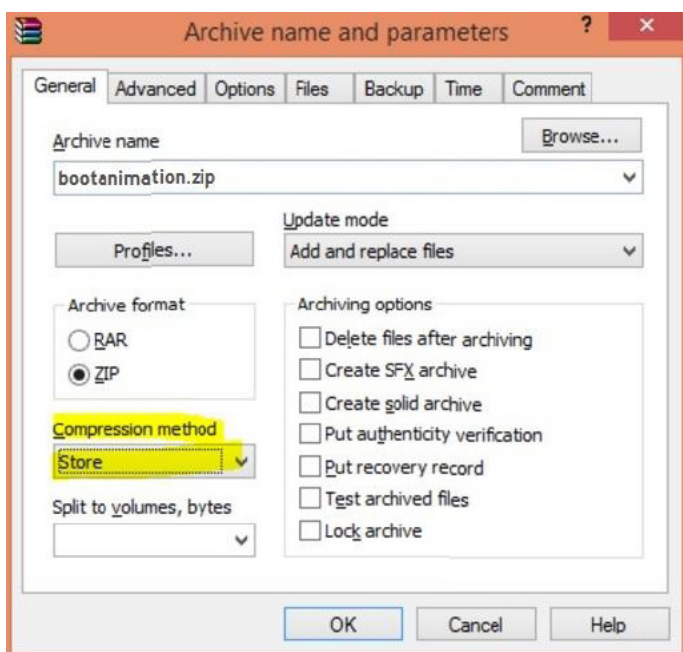 Archive name and parameters
?
General Advanced Options Files Backup Time Comment
Archive name
Browse...
bootanimation.zip
Update mode
Profiles...
Add and replace files
Archive format
RAR
ZIP
Compression method
Store
Split to volumes, bytes
Archiving options
Delete files after archiving
Create SFX archive
Create solid archive
Put authenticity verification
Put recovery record
Test archived files
Lock archive
OK Cancel Help